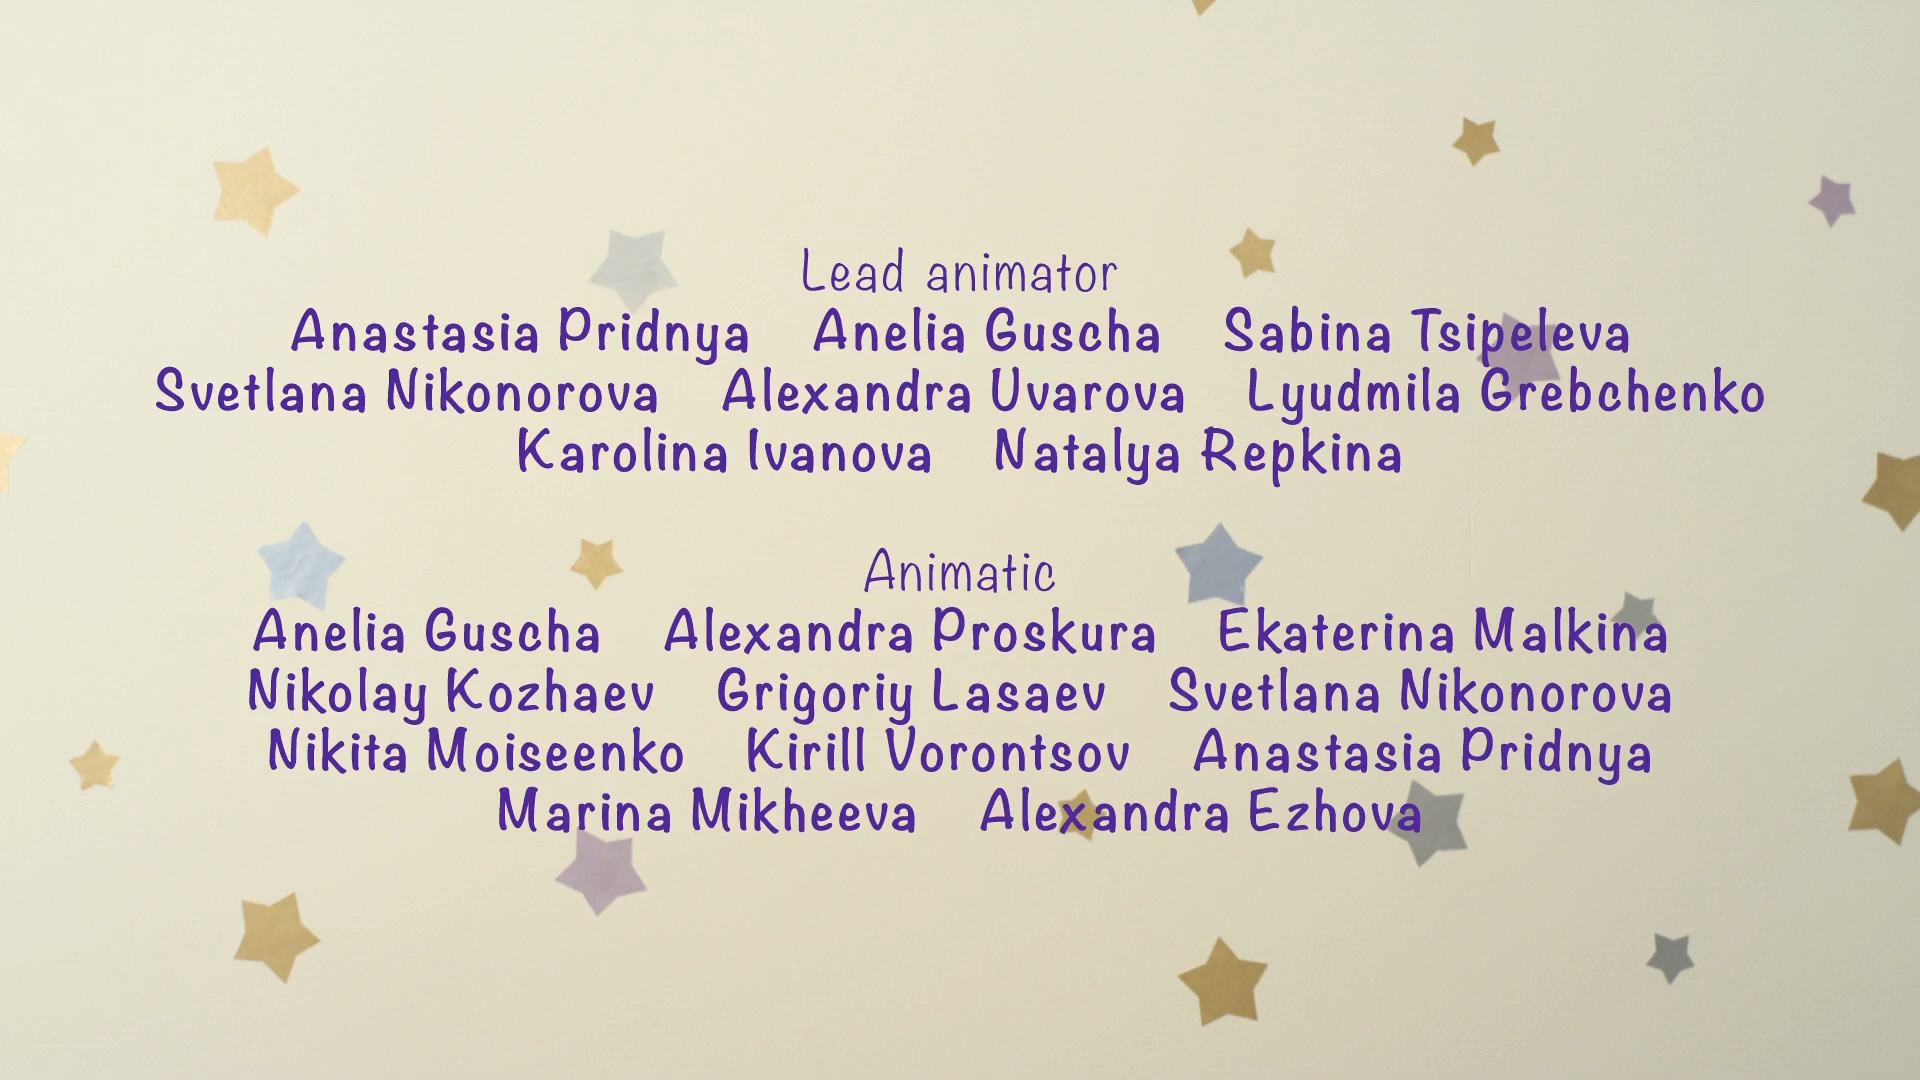 Lead animator
Anastasia Pridnya Anelia Guscha Sabina Tsipeleva
Svetlana Nikonorova Alexandra Uvarova Lyudmila Grebchenko
Karolina Ivanova Natalya Repkina
Animatic
Anelia Guscha Alexandra Proskura Ekaterina Malkina
Nikolay Kozhaev Grigoriy Lasaev Svetlana Nikonorova
Nikita Moiseenko Kirill Vorontsov Anastasia Pridnya
Marina Mikheeva Alexandra Ezhova